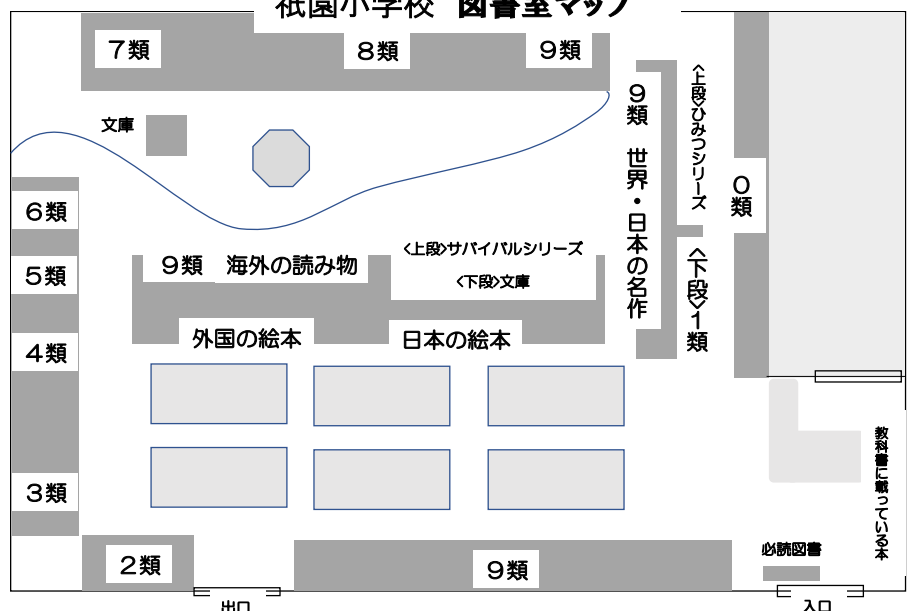 祇園小学校 図書室マップ
7類
8類
9類
文庫
9類 世界・日本の名作
<上段>ひみつシリーズ
<下段>1類
0類
6類
5類
4類
3類
9類 海外の読み物
<上段>サバイバルシリーズ
<下段>文庫
外国の絵本
日本の絵本
教科書に載っている本
必読図書
2類
9類
出口
入口